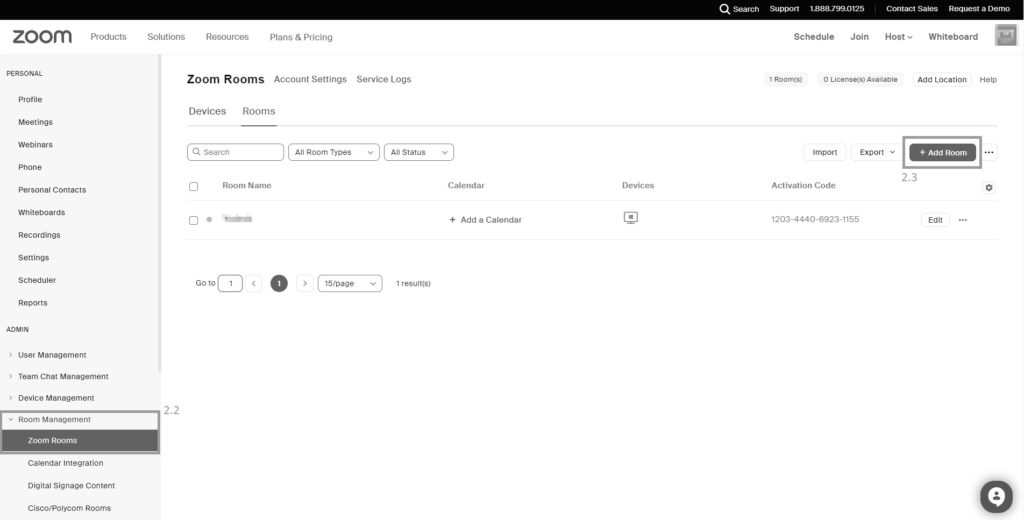 Search Support 1.888.799.0125 Contact Sales Request a Demo
zoom Products Solutions Resources Plans & Pricing Schedule Join Host Whiteboard
PERSONAL
Profile
Meetings
Webinars
Phone
Personal Contacts
Whiteboards
Recordings
Settings
Scheduler
Reports
ADMIN
User Management
Team Chat Management
Device Management
Room Management
2.2
Zoom Rooms
Calendar Integration
Digital Signage Content
Cisco/Polycom Rooms
Zoom Rooms Account Settings Service Logs 1 Room(s) 0 License(s) Available Add Location Help
Devices Rooms
Search All Room Types All Status Import Export + Add Room ...
2.3
Room Name Calendar Devices Activation Code
+ Add a Calendar 1203-4440-6923-1155 Edit ...
Go to 1 < 1 > 15/page 1 result(s)